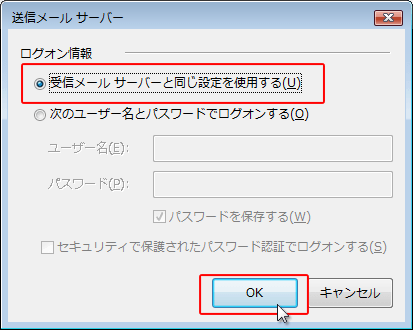 送信メール サーバー
ログオン情報
受信メール サーバーと同じ設定を使用する(U)
次のユーザー名とパスワードでログオンする(O)
ユーザー名(E):
パスワード(P):
パスワードを保存する(W)
セキュリティで保護されたパスワード認証でログオンする(S)
OK キャンセル